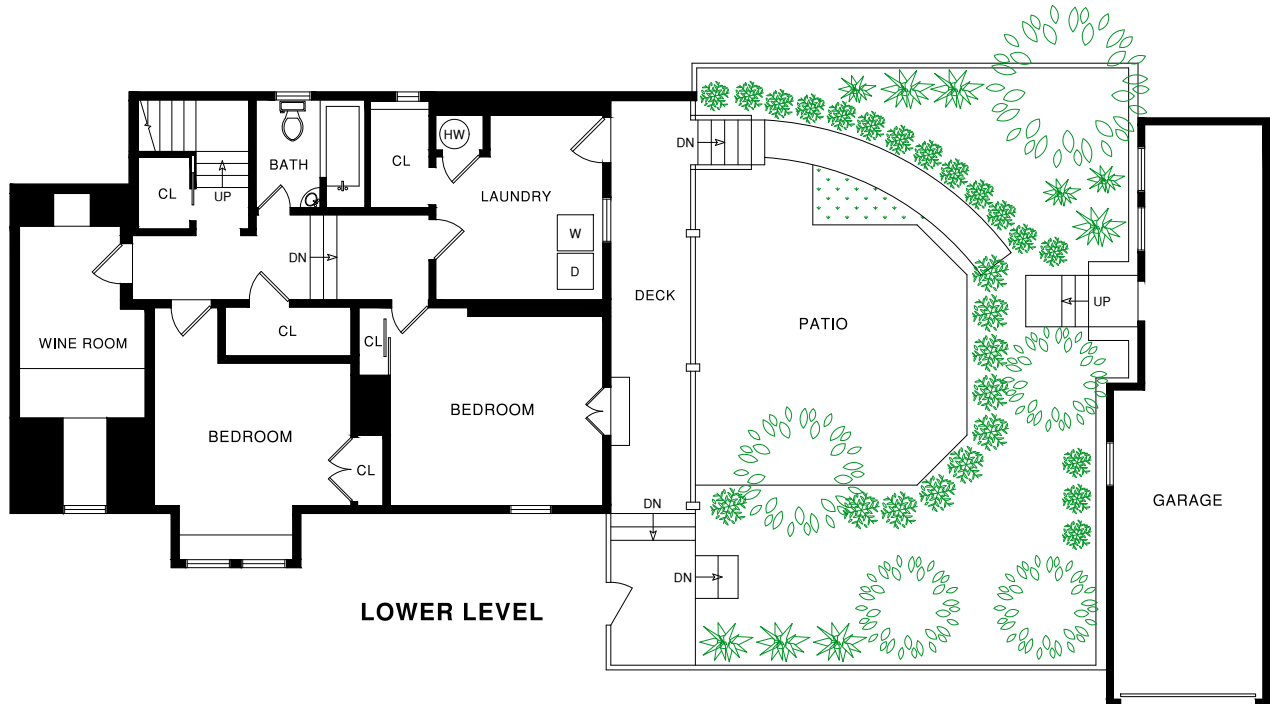 HW
DN
BATH
CL
CL
UP
LAUNDRY
W
D
DN
DECK
UP
PATIO
CL
CL
WINE ROOM
BEDROOM
BEDROOM
CL
DN
GARAGE
DN
LOWER LEVEL